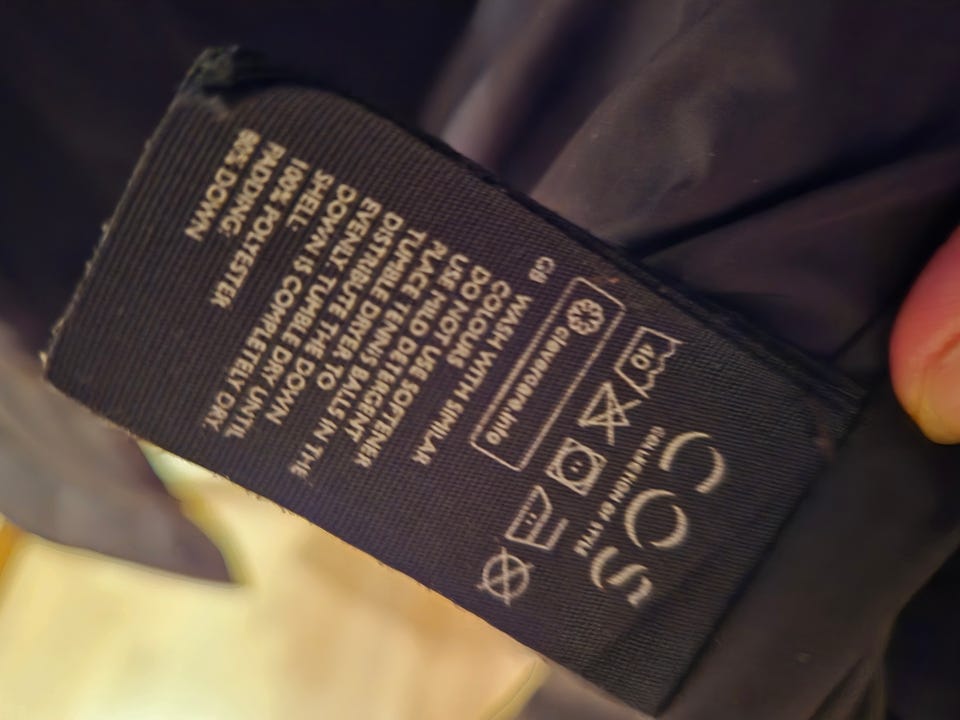 COS
COLLECTION OF STYLE
40
clevercare.info
GB
WASH WITH SIMILAR
COLOURS
DO NOT USE SOFTENER
USE MILD DETERGENT
PLACE TENNIS BALLS IN THE
TUMBLE DRYER TO
DISTRIBUTE THE DOWN
EVENLY. TUMBLE DRY UNTIL
DOWN IS COMPLETELY DRY.
SHELL:
100% POLYESTER
PADDING:
DOWN